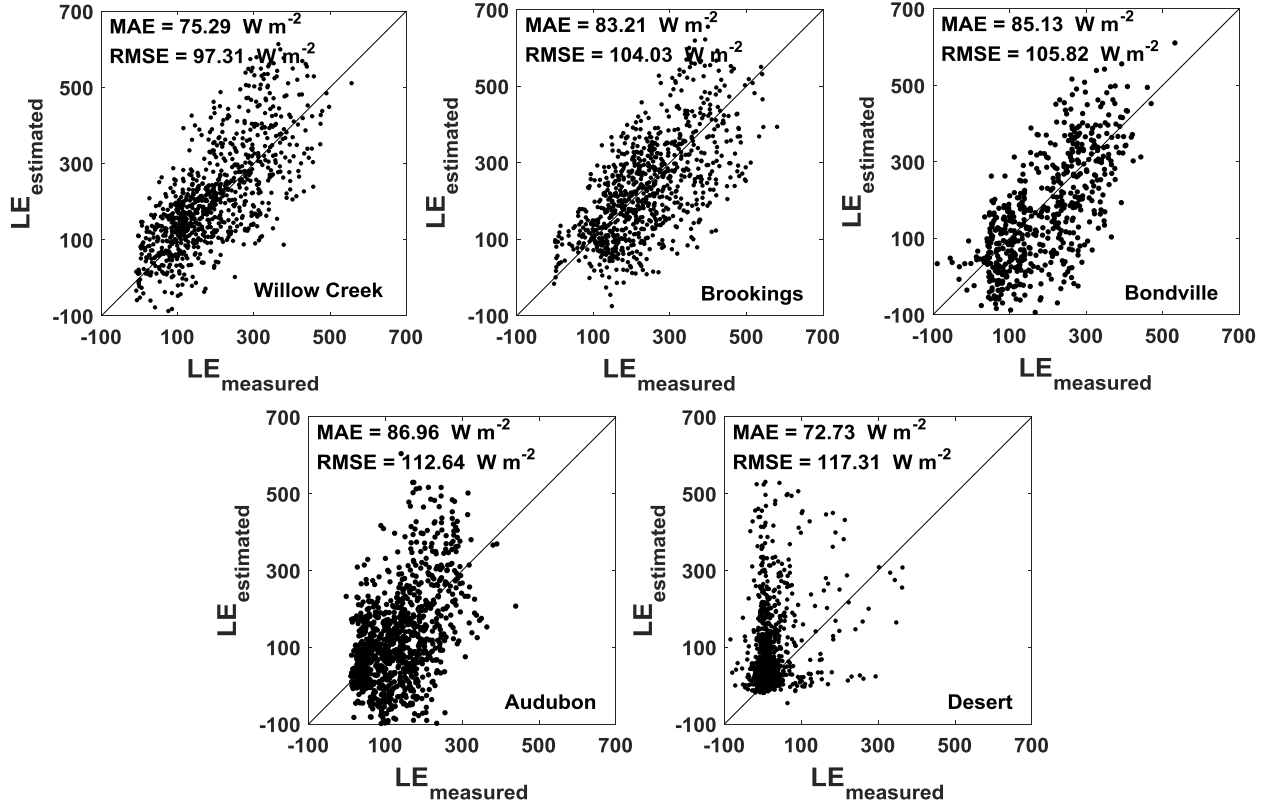 700
MAE = 75.29 W m-2
RMSE = 97.31 W m-2
500
300
100
-100
LEestimated
Willow Creek
-100 100 300 500 700
LEmeasured
700
MAE = 83.21 W m-2
RMSE = 104.03 W m-2
500
300
100
-100
LEestimated
Brookings
-100 100 300 500 700
LEmeasured
700
MAE = 85.13 W m-2
RMSE = 105.82 W m-2
500
300
100
-100
LEestimated
Bondville
-100 100 300 500 700
LEmeasured
700
MAE = 86.96 W m-2
RMSE = 112.64 W m-2
500
300
100
-100
LEestimated
Audubon
-100 100 300 500 700
LEmeasured
700
MAE = 72.73 W m-2
RMSE = 117.31 W m-2
500
300
100
-100
LEestimated
Desert
-100 100 300 500 700
LEmeasured